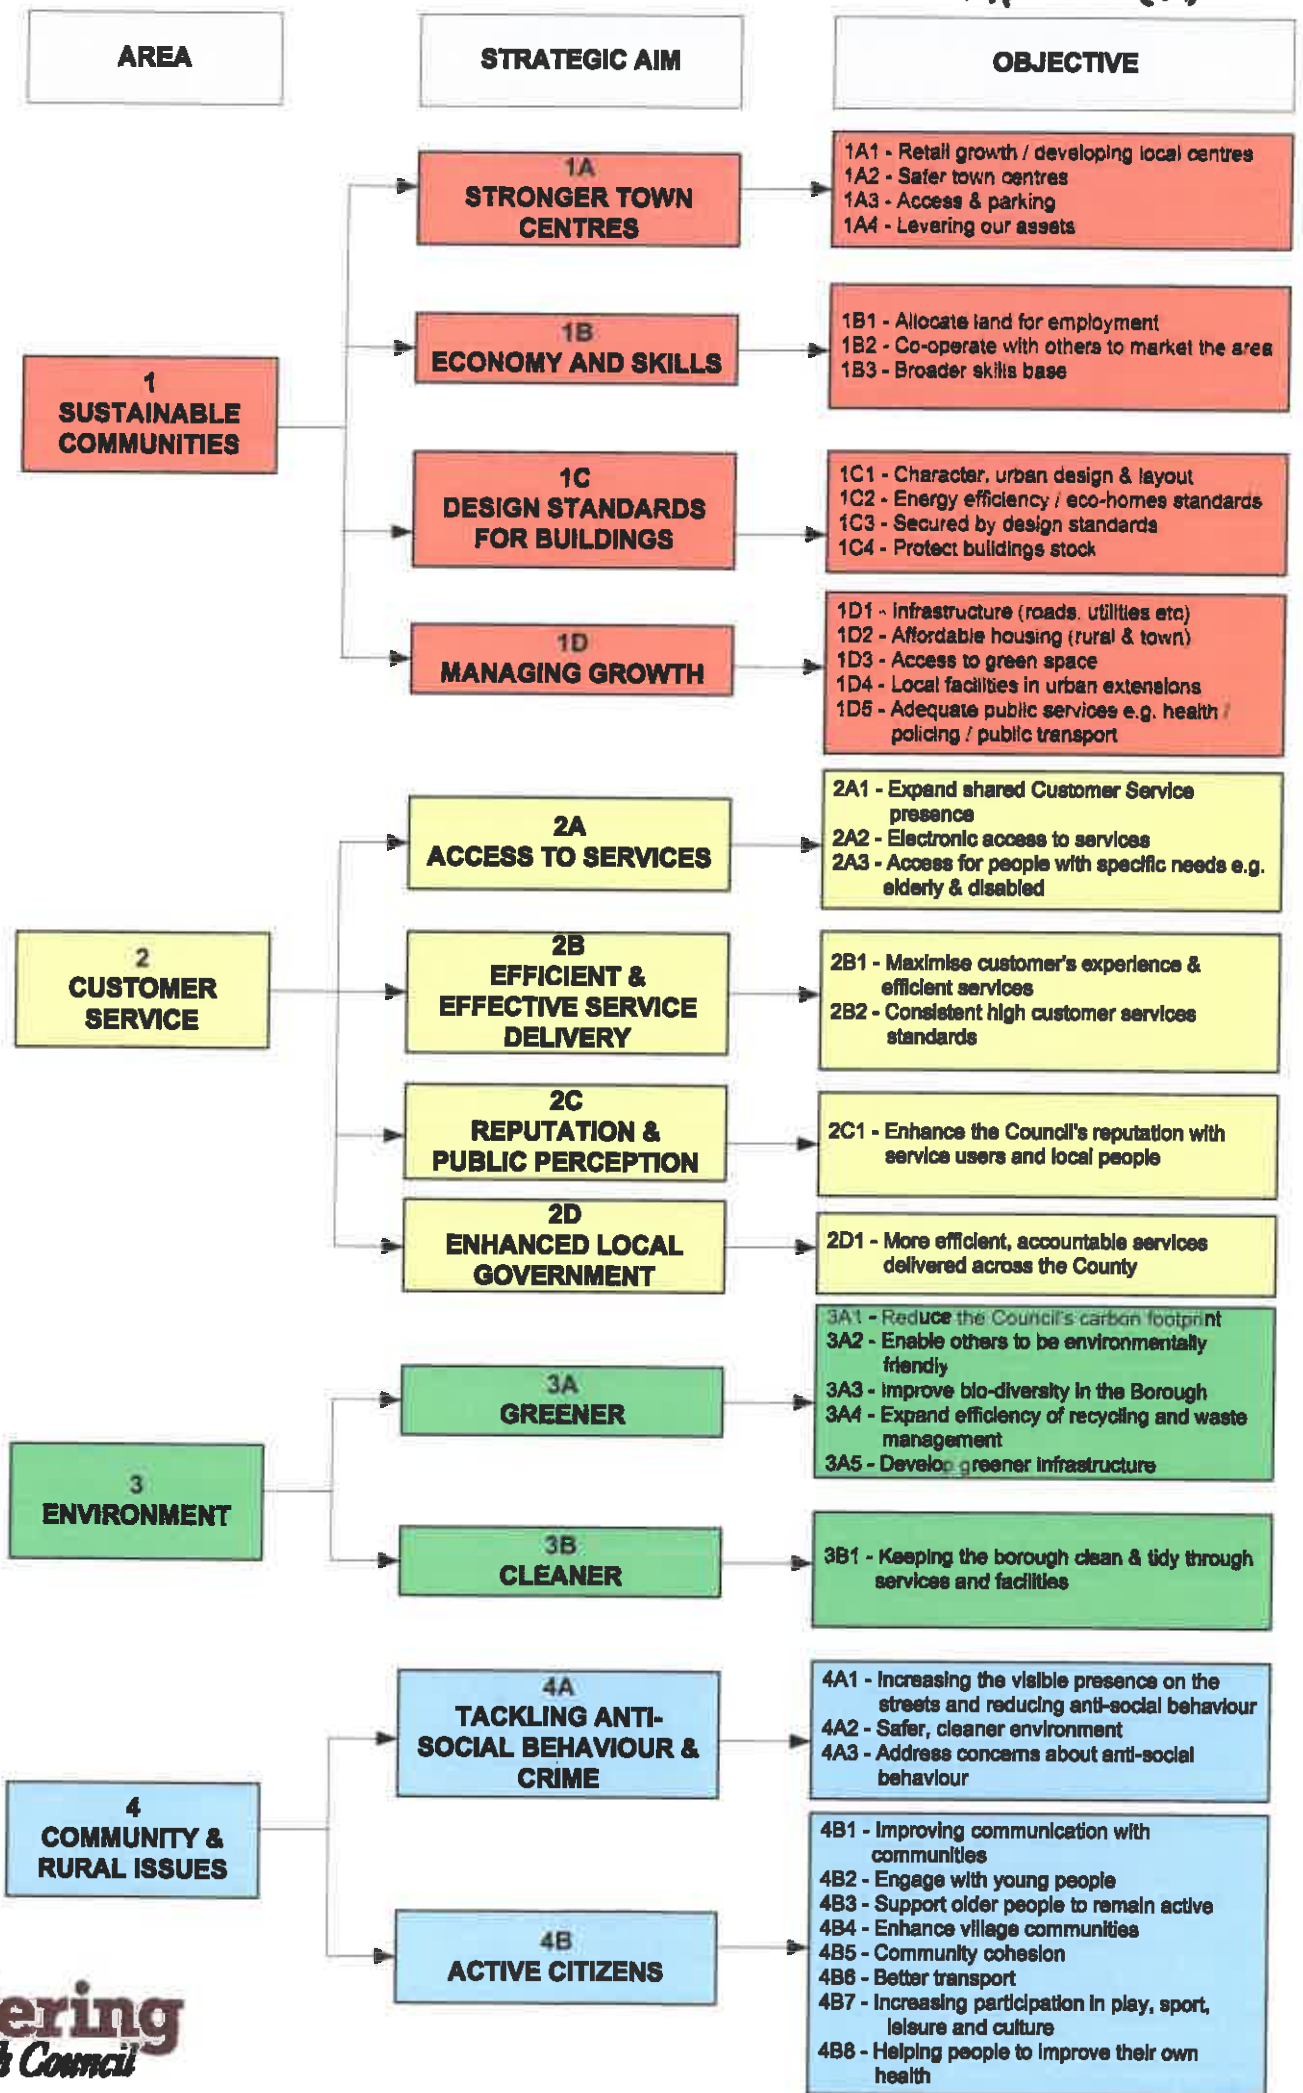 AREA
STRATEGIC AIM
OBJECTIVE
1
SUSTAINABLE
COMMUNITIES
1A
STRONGER TOWN
CENTRES
1A1 - Retail growth / developing local centres
1A2 - Safer town centres
1A3 - Access & parking
1A4 - Levering our assets
1B
ECONOMY AND SKILLS
1B1 - Allocate land for employment
1B2 - Co-operate with others to market the area
1B3 - Broader skills base
1C
DESIGN STANDARDS
FOR BUILDINGS
1C1 - Character, urban design & layout
1C2 - Energy efficiency / eco-homes standards
1C3 - Secured by design standards
1C4 - Protect buildings stock
1D
MANAGING GROWTH
1D1 - Infrastructure (roads, utilities etc)
1D2 - Affordable housing (rural & town)
1D3 - Access to green space
1D4 - Local facilities in urban extensions
1D5 - Adequate public services e.g. health /
policing / public transport
2
CUSTOMER
SERVICE
2A
ACCESS TO SERVICES
2A1 - Expand shared Customer Service
presence
2A2 - Electronic access to services
2A3 - Access for people with specific needs e.g.
elderly & disabled
2B
EFFICIENT &
EFFECTIVE SERVICE
DELIVERY
2B1 - Maximise customer's experience &
efficient services
2B2 - Consistent high customer services
standards
2C
REPUTATION &
PUBLIC PERCEPTION
2C1 - Enhance the Council's reputation with
service users and local people
2D
ENHANCED LOCAL
GOVERNMENT
2D1 - More efficient, accountable services
delivered across the County
3
ENVIRONMENT
3A
GREENER
3A1 - Reduce the Council's carbon footprint
3A2 - Enable others to be environmentally
friendly
3A3 - Improve bio-diversity in the Borough
3A4 - Expand efficiency of recycling and waste
management
3A5 - Develop greener infrastructure
3B
CLEANER
3B1 - Keeping the borough clean & tidy through
services and facilities
4
COMMUNITY &
RURAL ISSUES
4A
TACKLING ANTI-
SOCIAL BEHAVIOUR &
CRIME
4A1 - Increasing the visible presence on the
streets and reducing anti-social behaviour
4A2 - Safer, cleaner environment
4A3 - Address concerns about anti-social
behaviour
4B
ACTIVE CITIZENS
4B1 - Improving communication with
communities
4B2 - Engage with young people
4B3 - Support older people to remain active
4B4 - Enhance village communities
4B5 - Community cohesion
4B6 - Better transport
4B7 - Increasing participation in play, sport,
leisure and culture
4B8 - Helping people to improve their own
health
ering
h Council